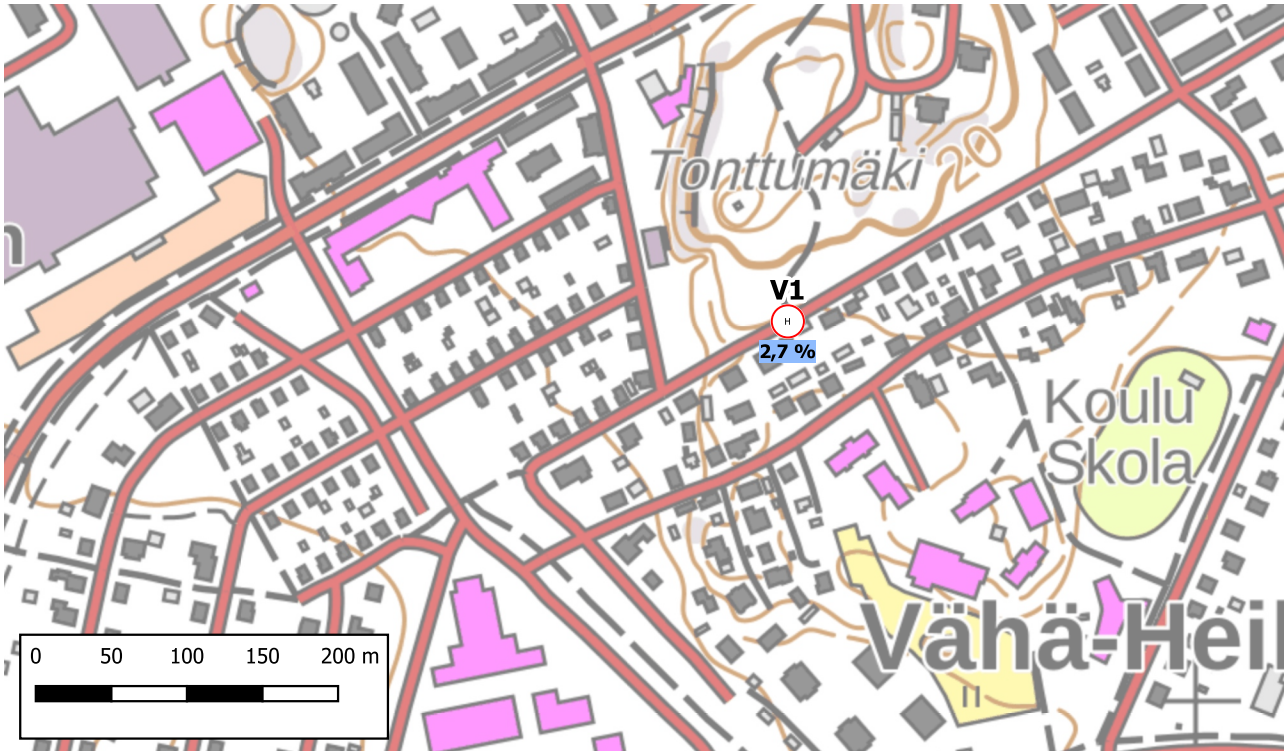 Tonttumäki
20
n
V1
H
2,7 %
Koulu
Skola
Vähä-Heil
0 50 100 150 200 m